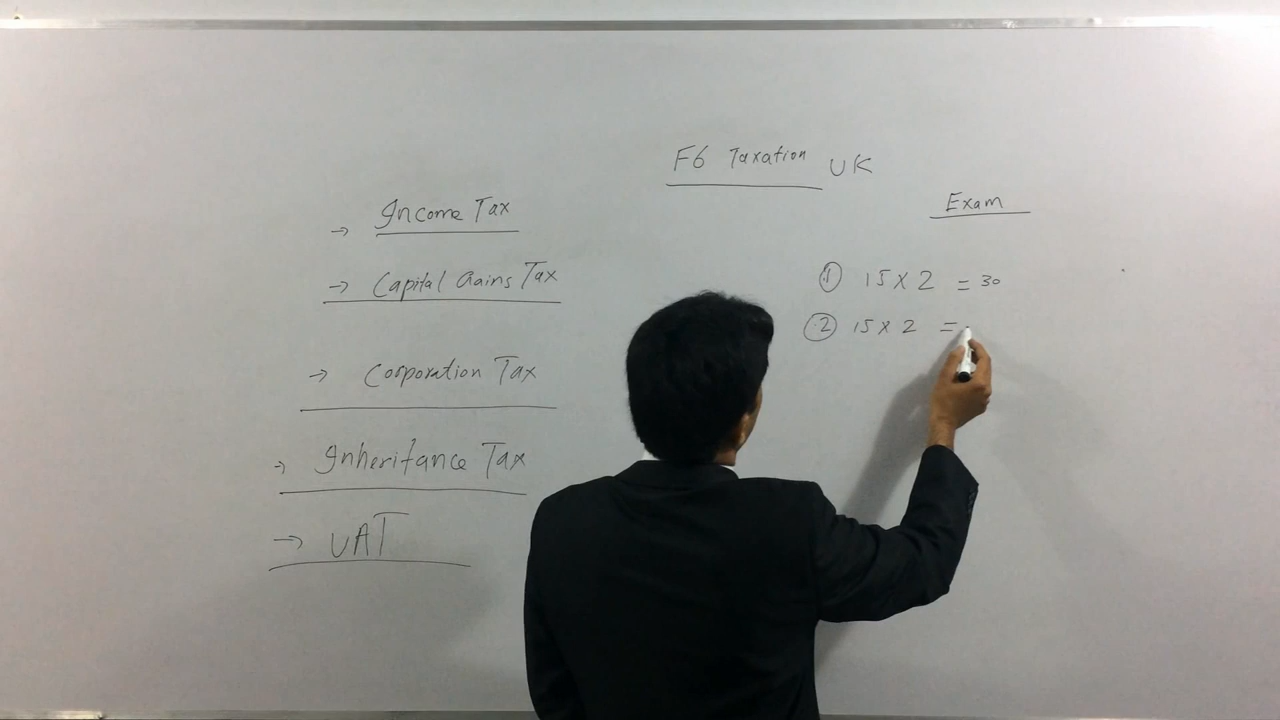 F6 Taxation UK
→ Income Tax
→ Capital Gains Tax
→ Corporation Tax
→ Inheritance Tax
→ VAT
Exam
① 15 x 2 = 30
② 15 x 2 =